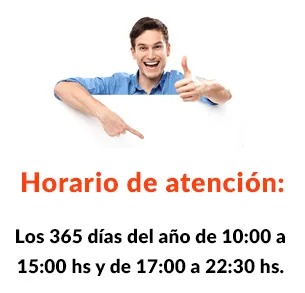 Horario de atención:
Los 365 días del año de 10:00 a
15:00 hs y de 17:00 a 22:30 hs.